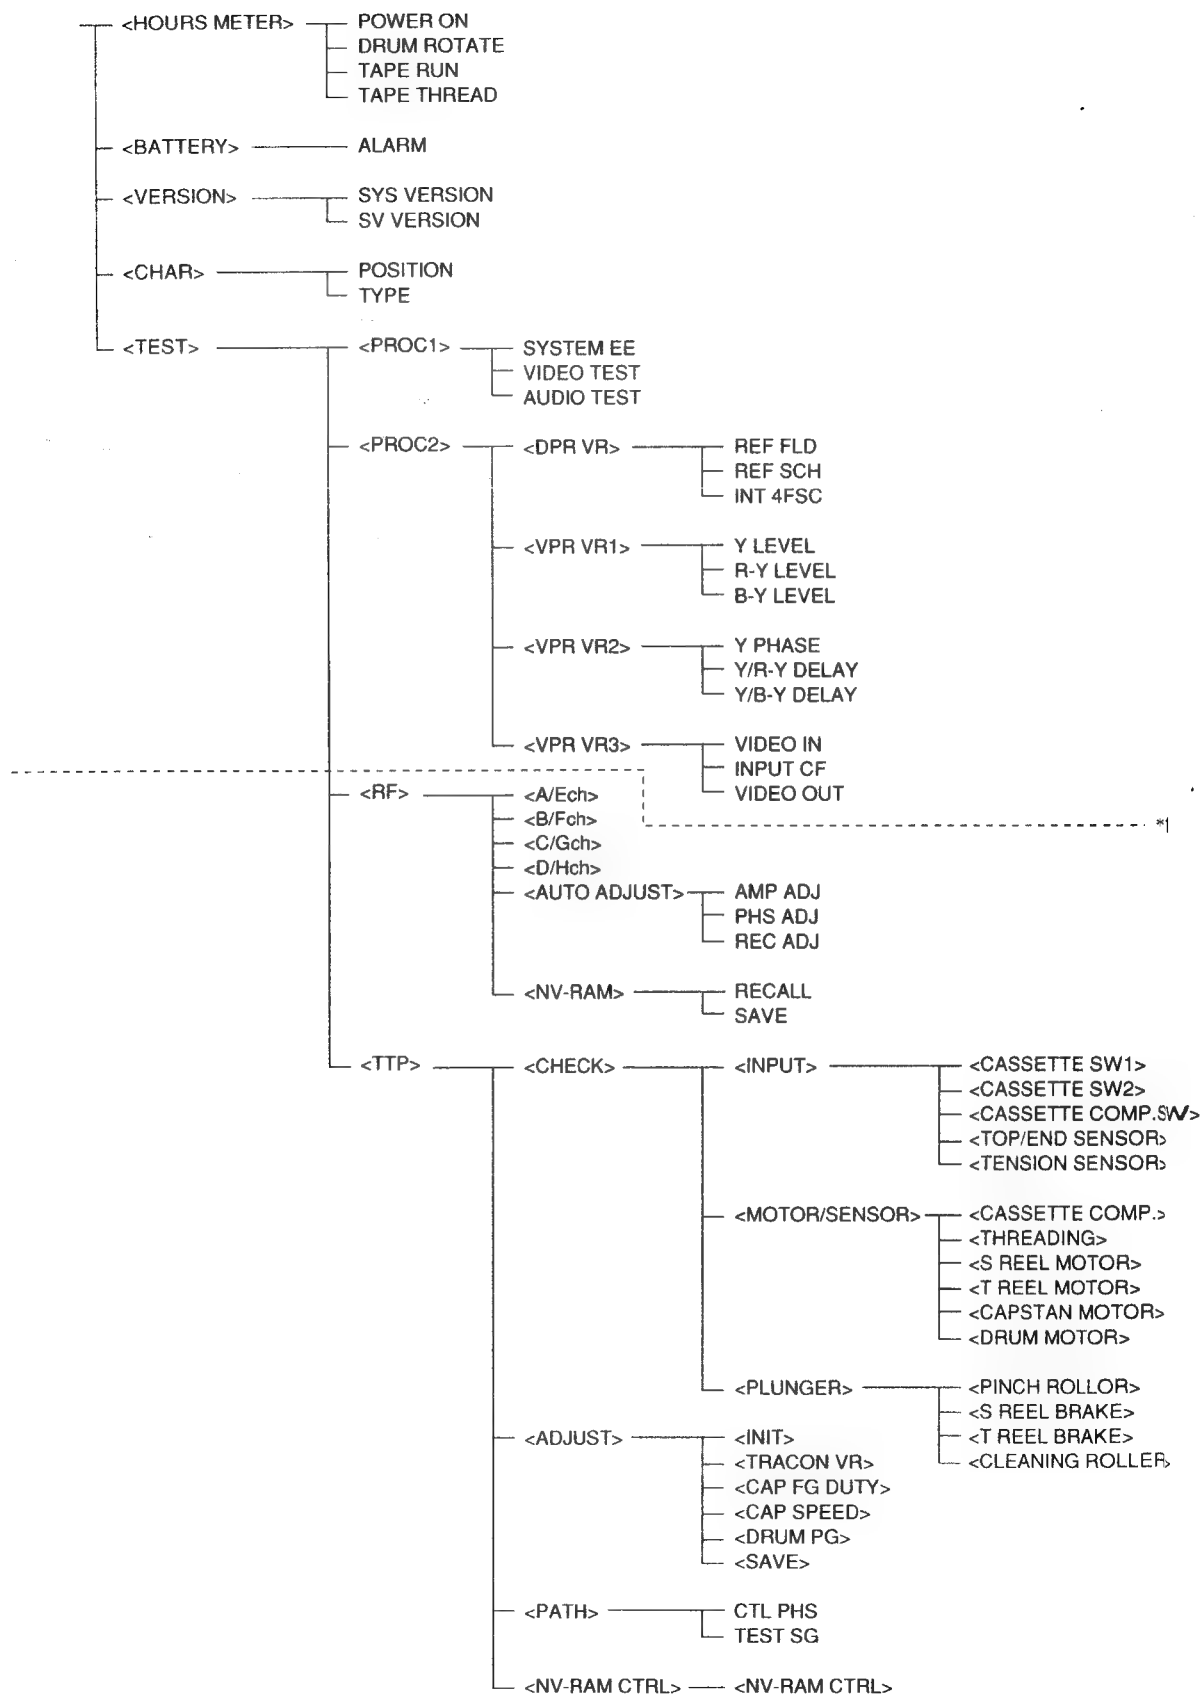 <HOURS METER> POWER ON
DRUM ROTATE
TAPE RUN
TAPE THREAD
<BATTERY> ALARM
<VERSION> SYS VERSION
SV VERSION
<CHAR> POSITION
TYPE
<TEST> <PROC1> SYSTEM EE
VIDEO TEST
AUDIO TEST
<PROC2> <DPR VR> REF FLD
REF SCH
INT 4FSC
<VPR VR1> Y LEVEL
R-Y LEVEL
B-Y LEVEL
<VPR VR2> Y PHASE
Y/R-Y DELAY
Y/B-Y DELAY
<VPR VR3> VIDEO IN
INPUT CF
VIDEO OUT
<RF> <A/Ech>
<B/Fch>
*1
<C/Gch>
<D/Hch>
<AUTO ADJUST> AMP ADJ
PHS ADJ
REC ADJ
<NV-RAM> RECALL
SAVE
<TTP> <CHECK> <INPUT> <CASSETTE SW1>
<CASSETTE SW2>
<CASSETTE COMP.SW>
<TOP/END SENSOR>
<TENSION SENSOR>
<MOTOR/SENSOR> <CASSETTE COMP.>
<THREADING>
<S REEL MOTOR>
<T REEL MOTOR>
<CAPSTAN MOTOR>
<DRUM MOTOR>
<PLUNGER> <PINCH ROLLOR>
<S REEL BRAKE>
<T REEL BRAKE>
<CLEANING ROLLER>
<ADJUST> <INIT>
<TRACON VR>
<CAP FG DUTY>
<CAP SPEED>
<DRUM PG>
<SAVE>
<PATH> CTL PHS
TEST SG
<NV-RAM CTRL> <NV-RAM CTRL>